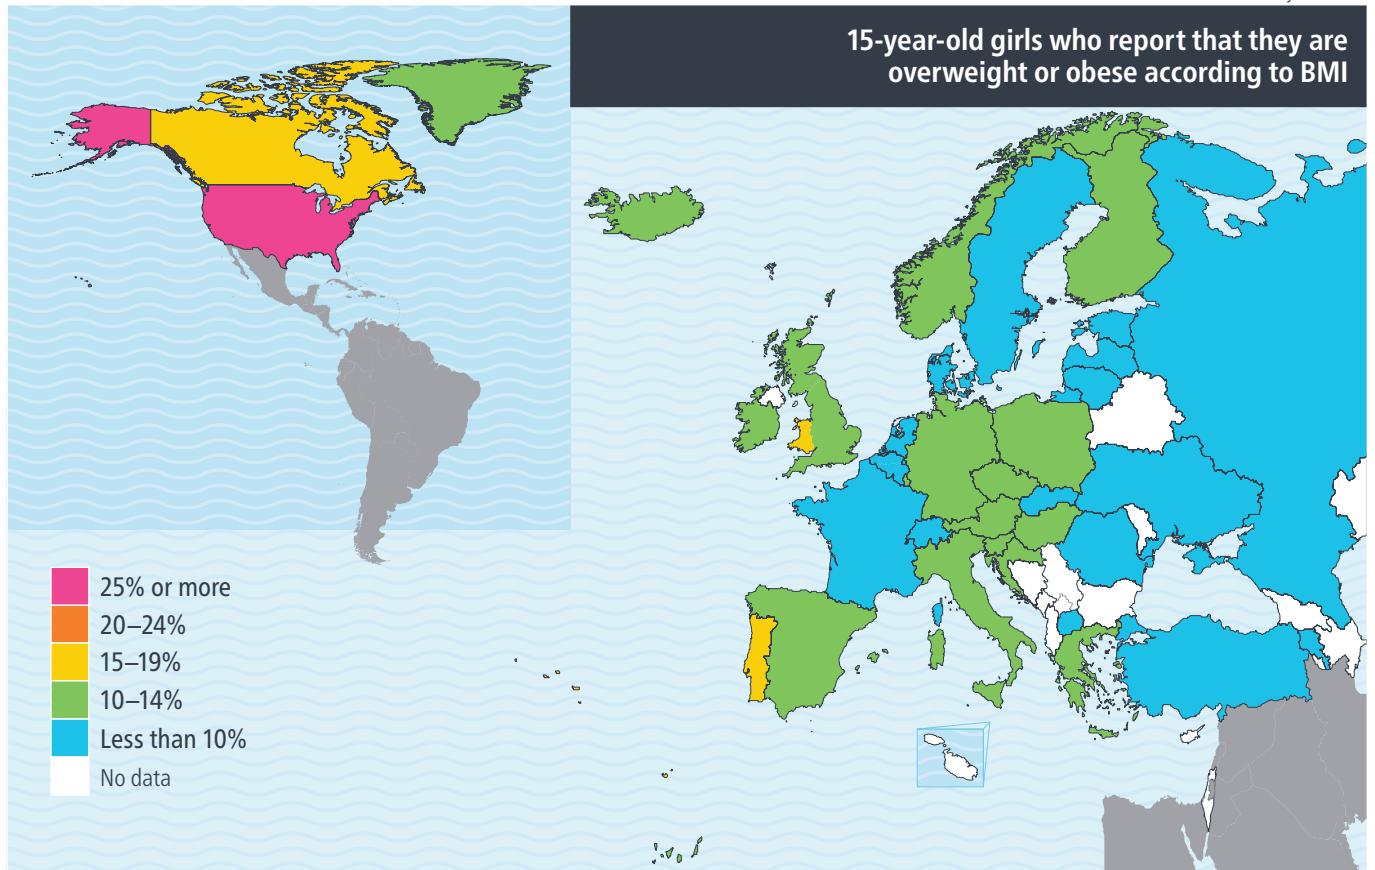 15-year-old girls who report that they are
overweight or obese according to BMI
25% or more
20–24%
15–19%
10–14%
Less than 10%
No data